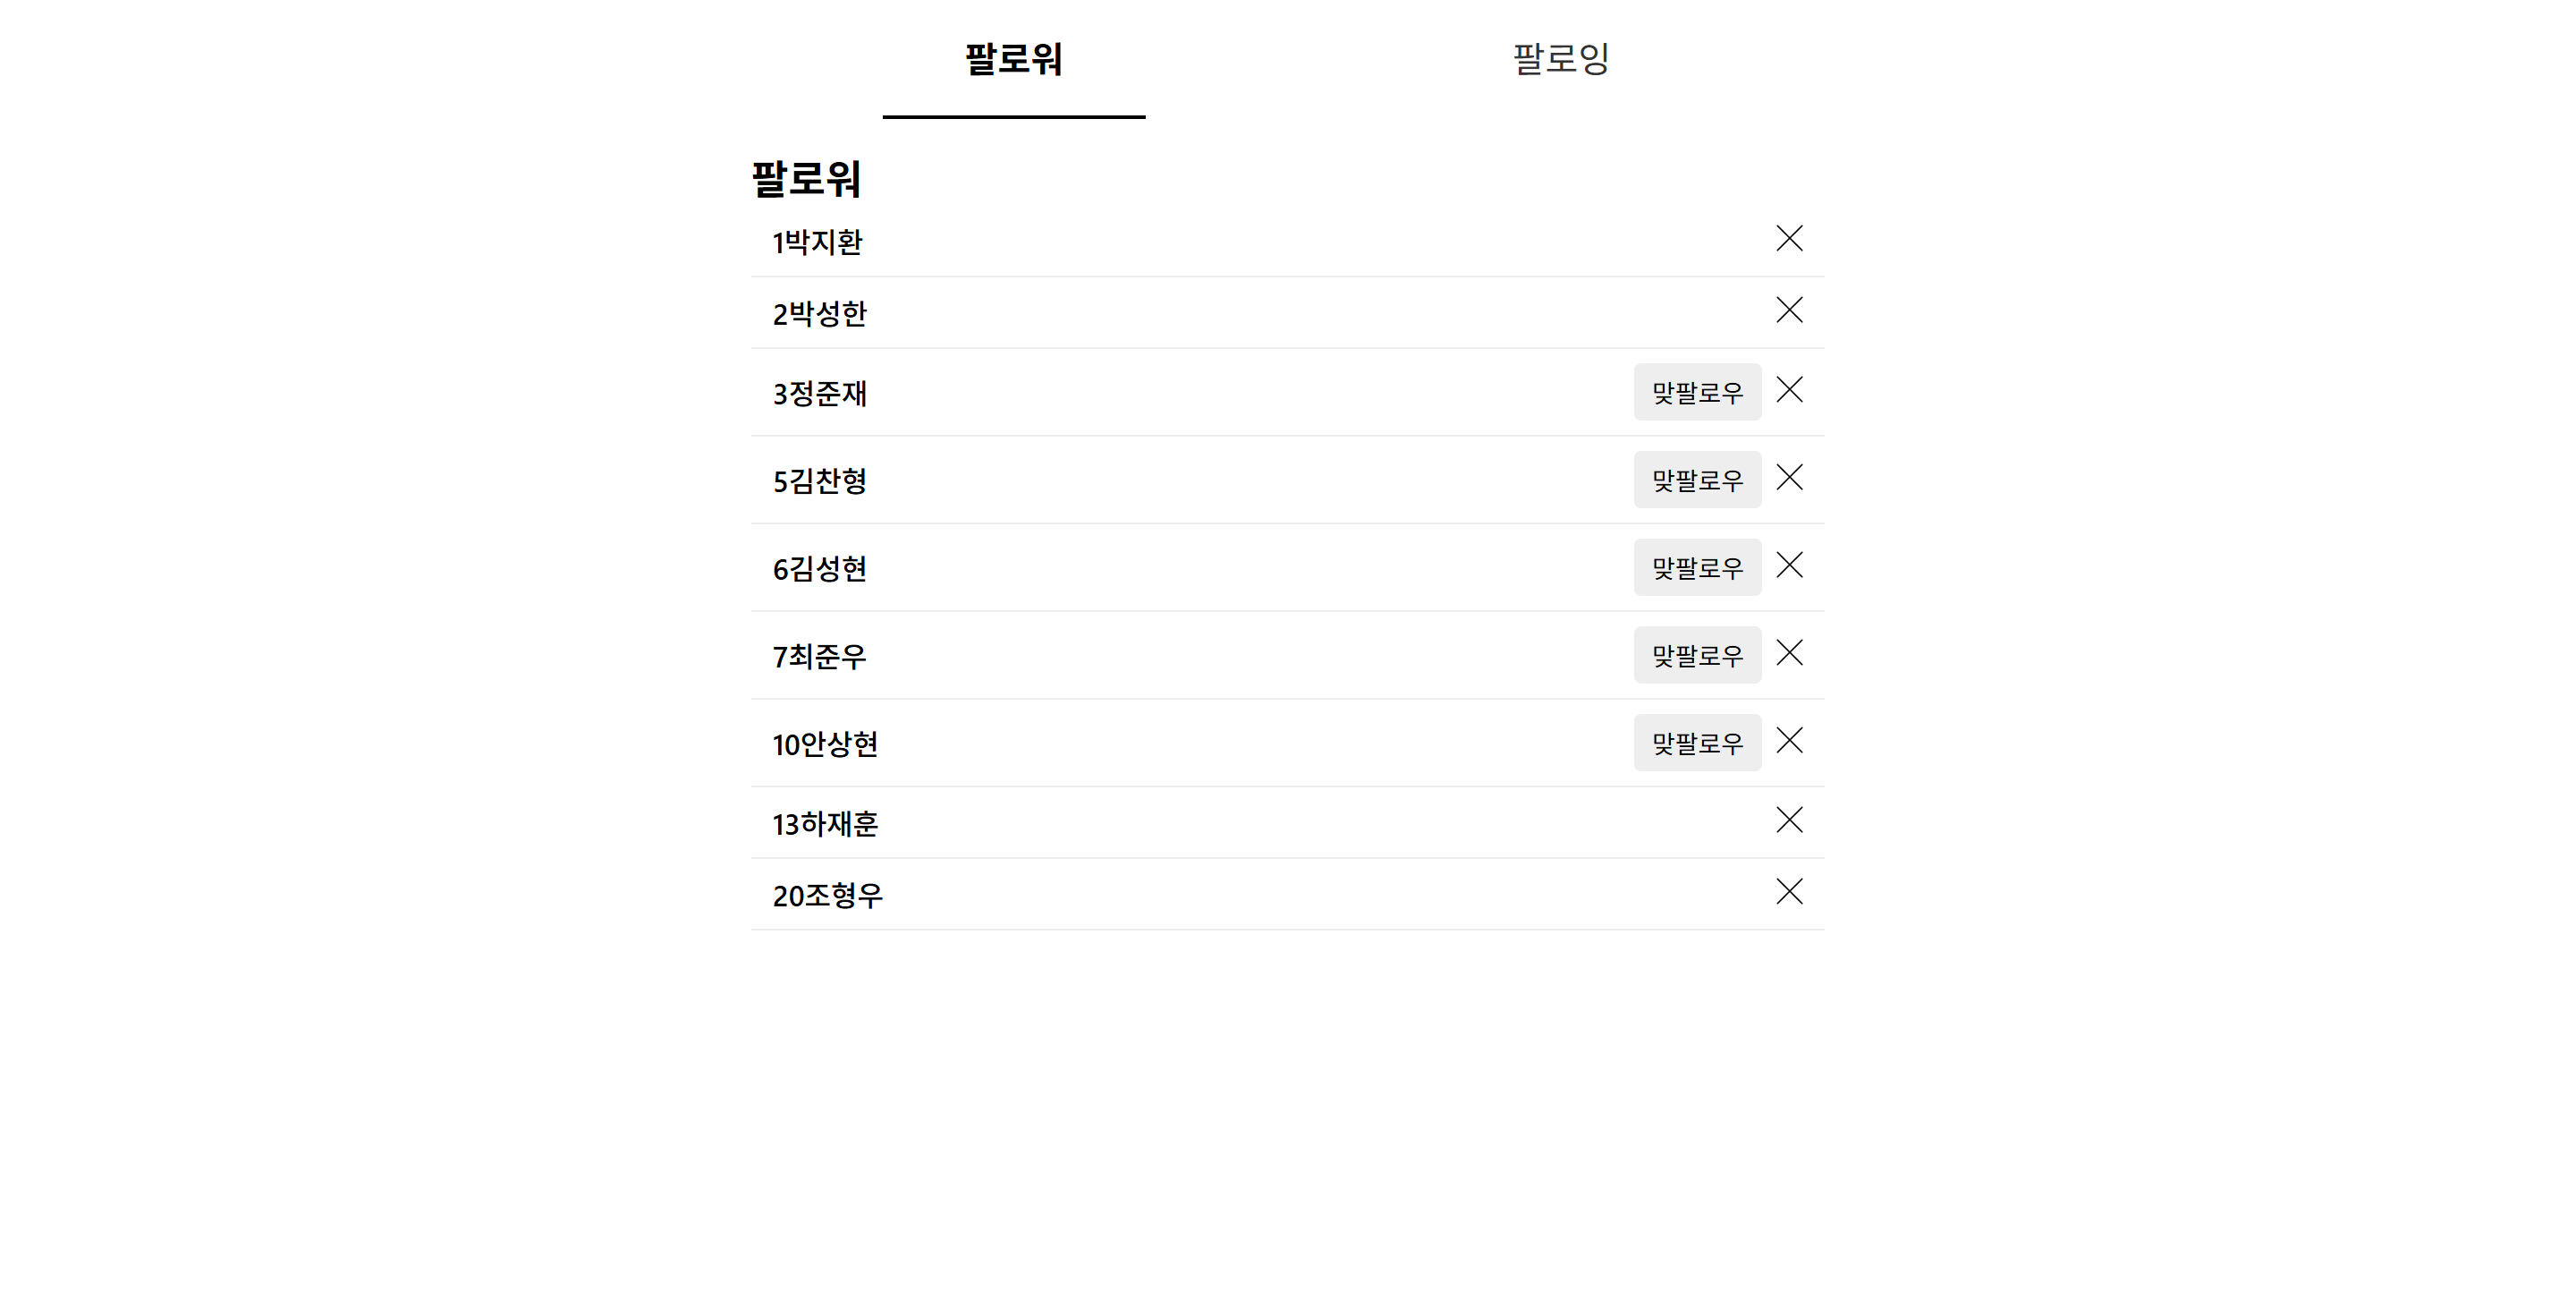 팔로워 팔로잉
팔로워
1박지환
2박성한
3정준재 맞팔로우
5김찬형 맞팔로우
6김성현 맞팔로우
7최준우 맞팔로우
10안상현 맞팔로우
13하재훈
20조형우